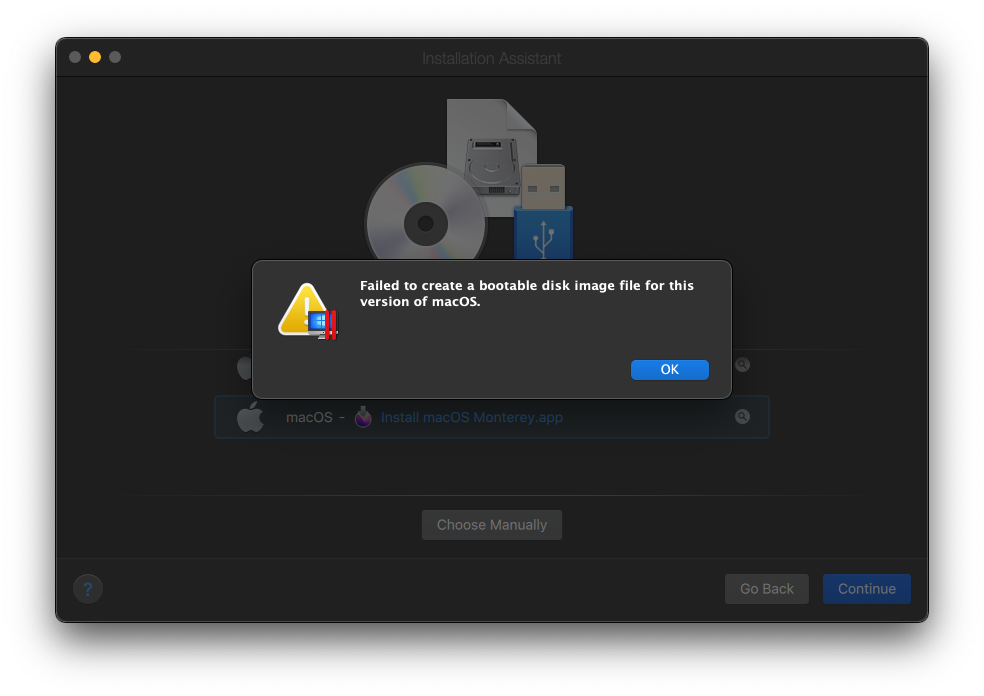 Installation Assistant
Failed to create a bootable disk image file for this
version of macOS.
OK
macOS - Install macOS Monterey.app
Choose Manually
?
Go Back
Continue